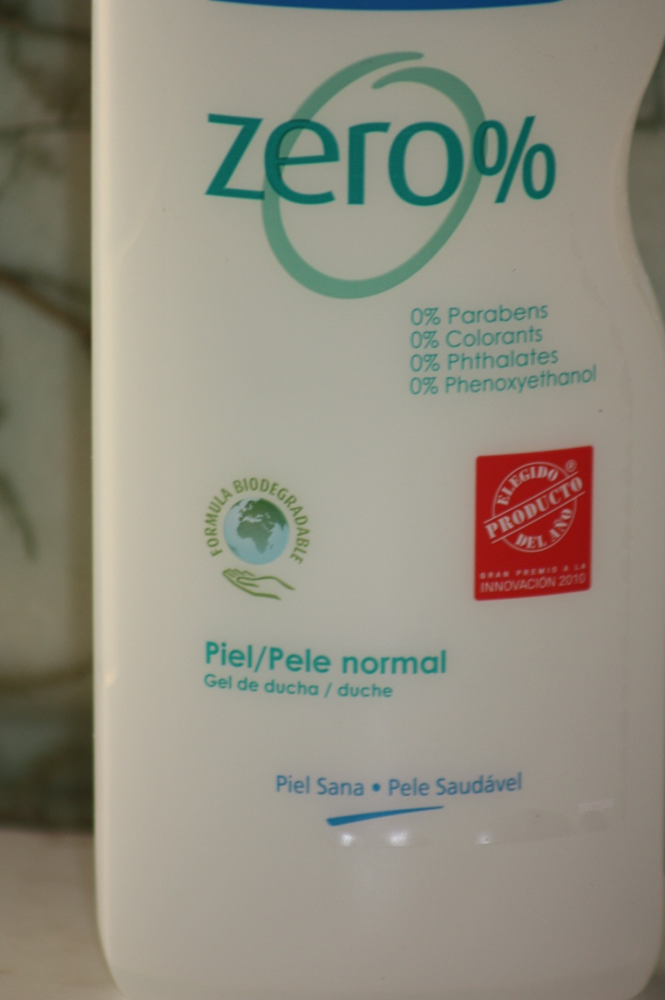 zero%
0% Parabens
0% Colorants
0% Phthalates
0% Phenoxyethanol
FORMULA BIODEGRADABLE
ELEGIDO ®
PRODUCTO
DEL AÑO
GRAN PREMIO A LA
INNOVACIÓN 2010
Piel/Pele normal
Gel de ducha / duche
Piel Sana • Pele Saudável